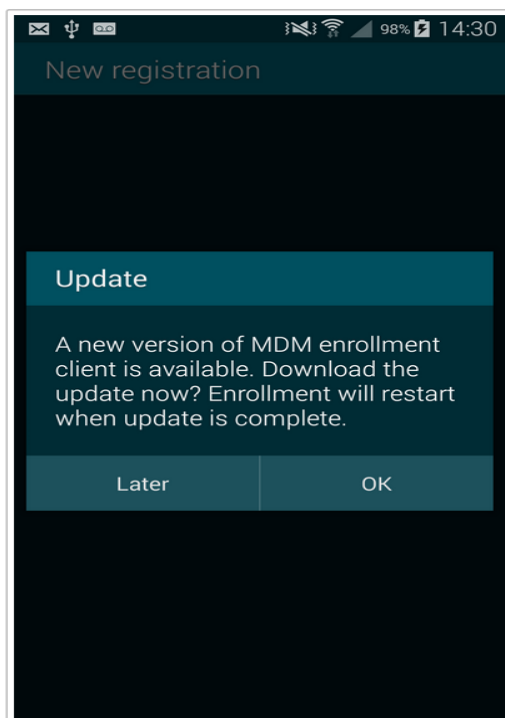 98% 14:30
New registration
Update
A new version of MDM enrollment
client is available. Download the
update now? Enrollment will restart
when update is complete.
Later OK